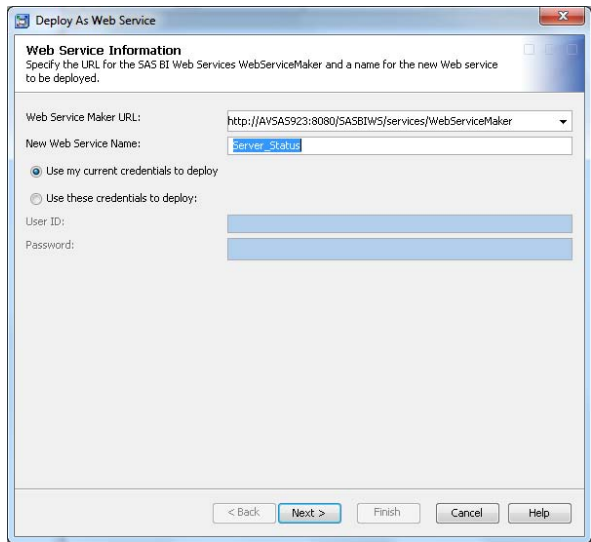 Deploy As Web Service
Web Service Information
Specify the URL for the SAS BI Web Services WebServiceMaker and a name for the new Web service
to be deployed.
Web Service Maker URL:
http://AVSAS923:8080/SASBIWS/services/WebServiceMaker
New Web Service Name:
Server_Status
Use my current credentials to deploy
Use these credentials to deploy:
User ID:
Password:
< Back
Next >
Finish
Cancel
Help